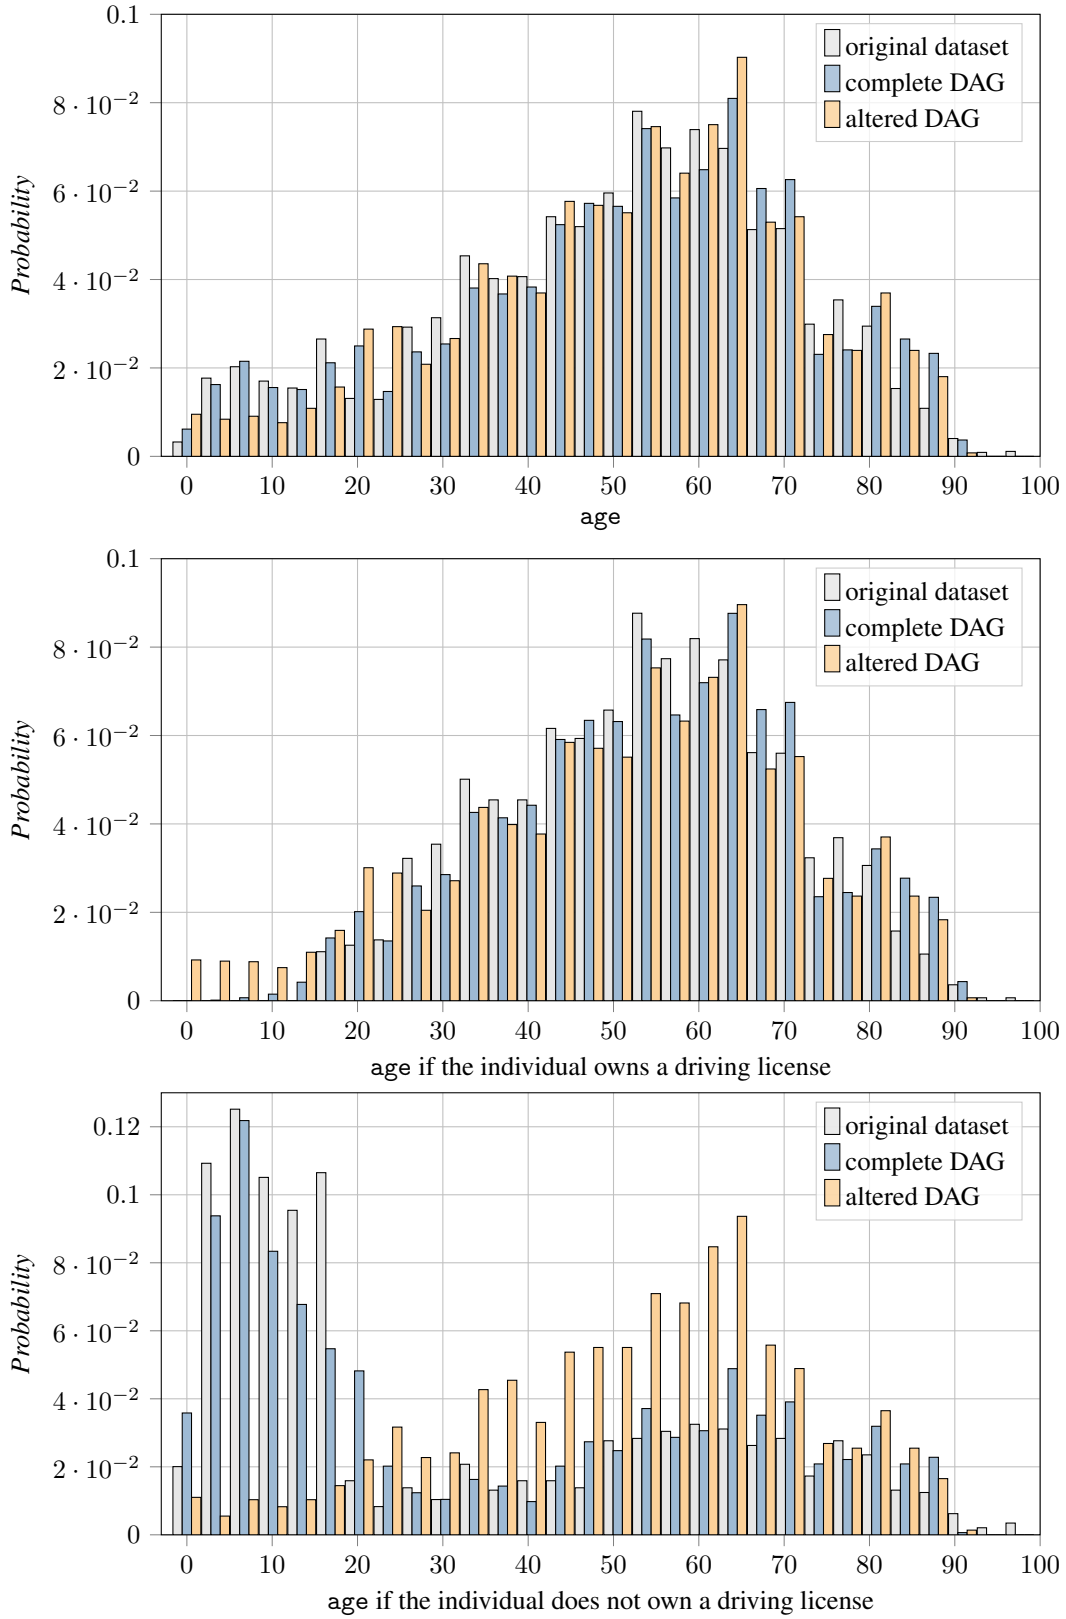 0.1
8 · 10⁻²
6 · 10⁻²
4 · 10⁻²
2 · 10⁻²
0
Probability
original dataset
complete DAG
altered DAG
0 10 20 30 40 50 60 70 80 90 100
age
0.1
8 · 10⁻²
6 · 10⁻²
4 · 10⁻²
2 · 10⁻²
0
Probability
original dataset
complete DAG
altered DAG
0 10 20 30 40 50 60 70 80 90 100
age if the individual owns a driving license
0.12
0.1
8 · 10⁻²
6 · 10⁻²
4 · 10⁻²
2 · 10⁻²
0
Probability
original dataset
complete DAG
altered DAG
0 10 20 30 40 50 60 70 80 90 100
age if the individual does not own a driving license